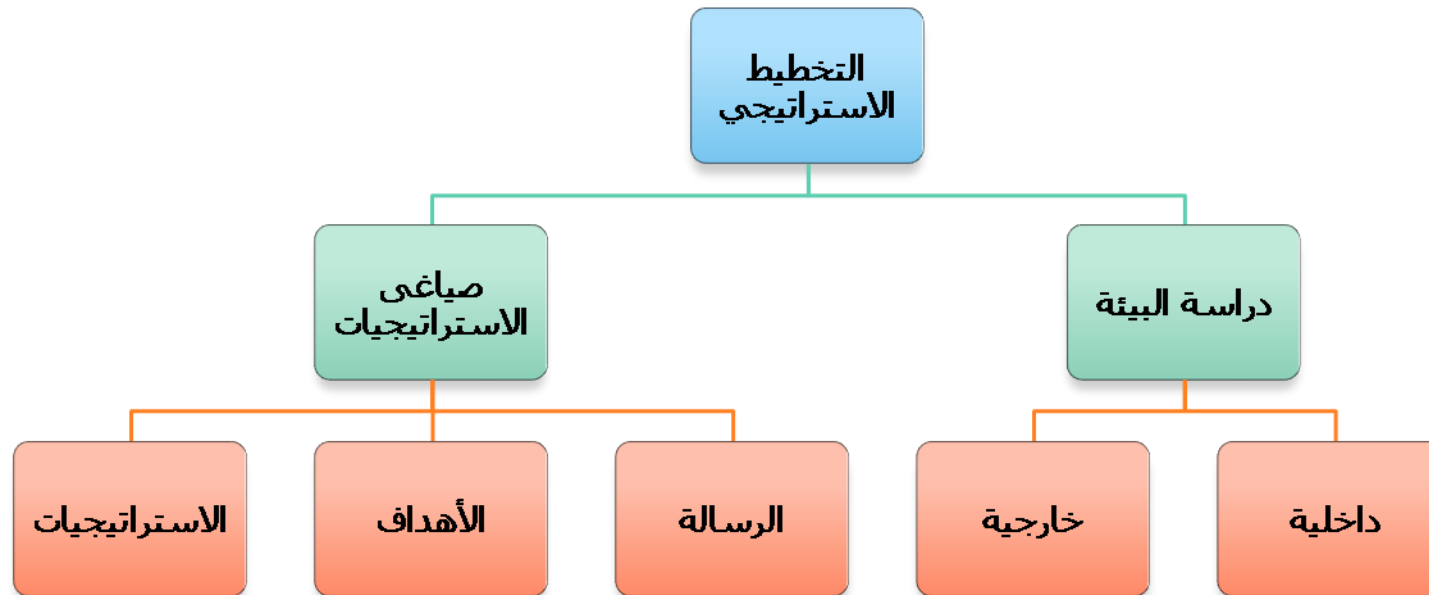 التخطيط
الاستراتيجي
دراسة البيئة
صياغى
الاستراتيجيات
داخلية
خارجية
الرسالة
الأهداف
الاستراتيجيات